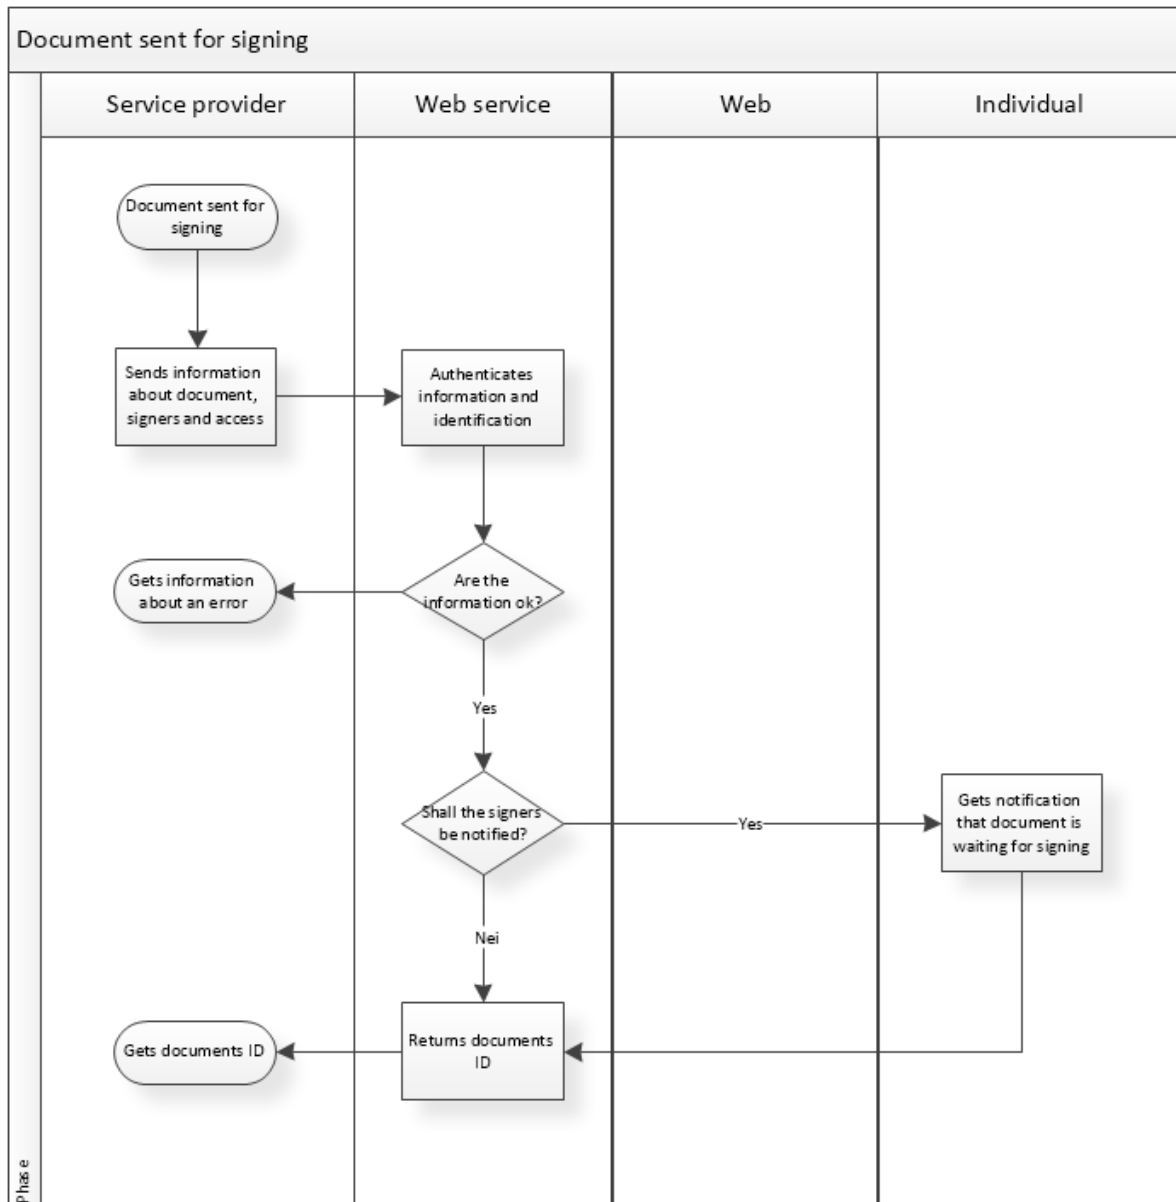 Document sent for signing
Service provider
Web service
Web
Individual
Document sent for
signing
Sends information
about document,
signers and access
Authenticates
information and
identification
Gets information
about an error
Are the
information ok?
Yes
Shall the signers
be notified?
Yes
Gets notification
that document is
waiting for signing
Nei
Gets documents ID
Returns documents
ID
Phase